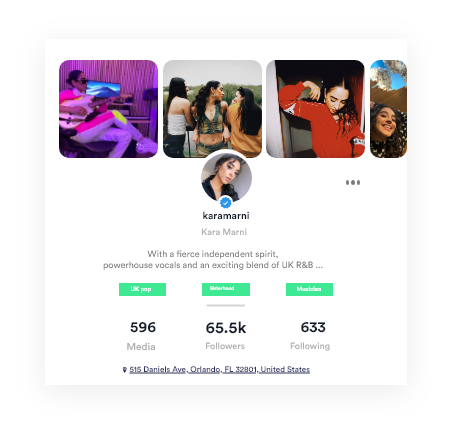 karamarni
Kara Marni
With a fierce independent spirit,
powerhouse vocals and an exciting blend of UK R&B ...
UK pop Sisterhood Musician
596 65.5k 633
Media Followers Following
515 Daniels Ave, Orlando, FL 32801, United States